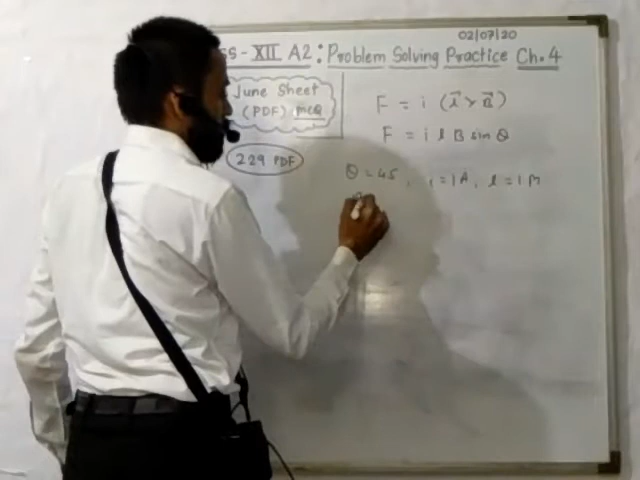 02/07/20
SS - XII A2 : Problem Solving Practice Ch. 4
June Sheet
(PDF) MCQ
229 PDF
F = i (l⃗ × B⃗)
F = i l B sin θ
θ = 45, i = 1A, l = 1 M